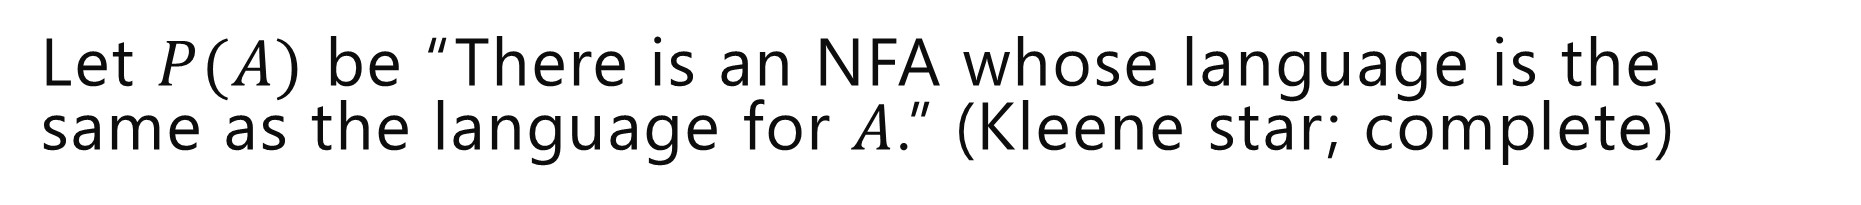 Let P(A) be “There is an NFA whose language is the
same as the language for A.” (Kleene star; complete)